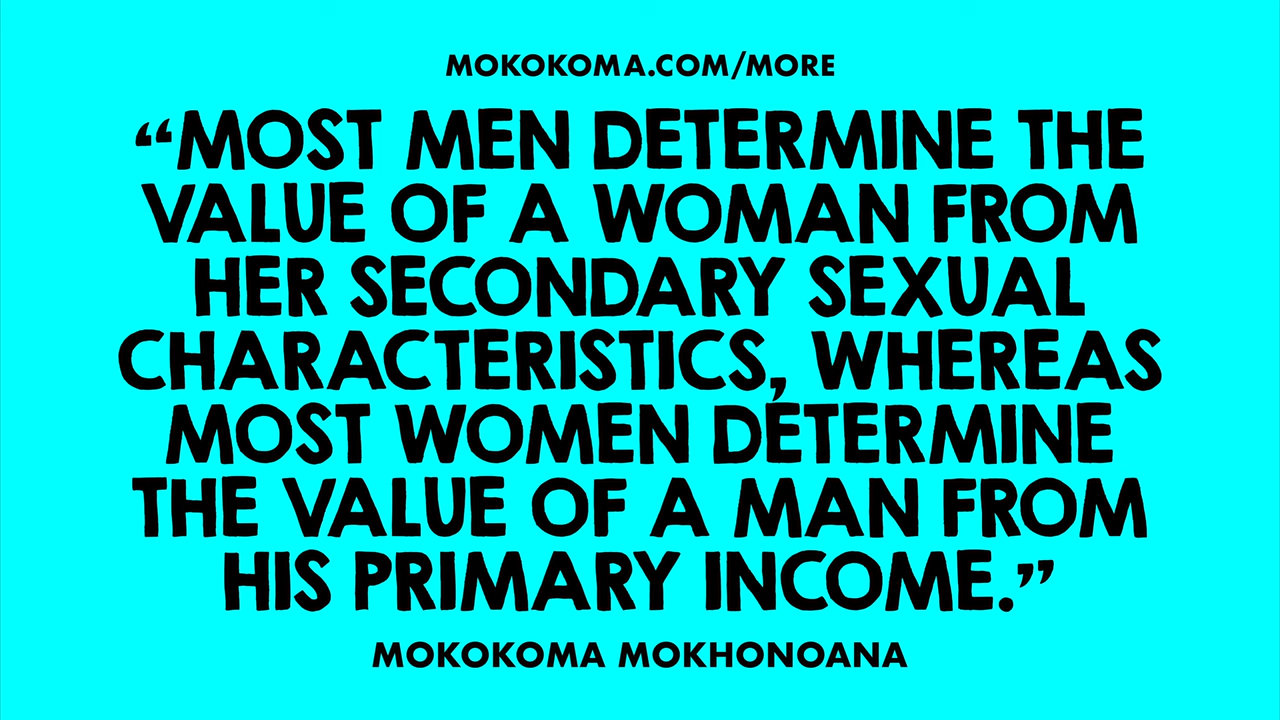 MOKOKOMA.COM/MORE
“MOST MEN DETERMINE THE
VALUE OF A WOMAN FROM
HER SECONDARY SEXUAL
CHARACTERISTICS, WHEREAS
MOST WOMEN DETERMINE
THE VALUE OF A MAN FROM
HIS PRIMARY INCOME.”
MOKOKOMA MOKHONOANA